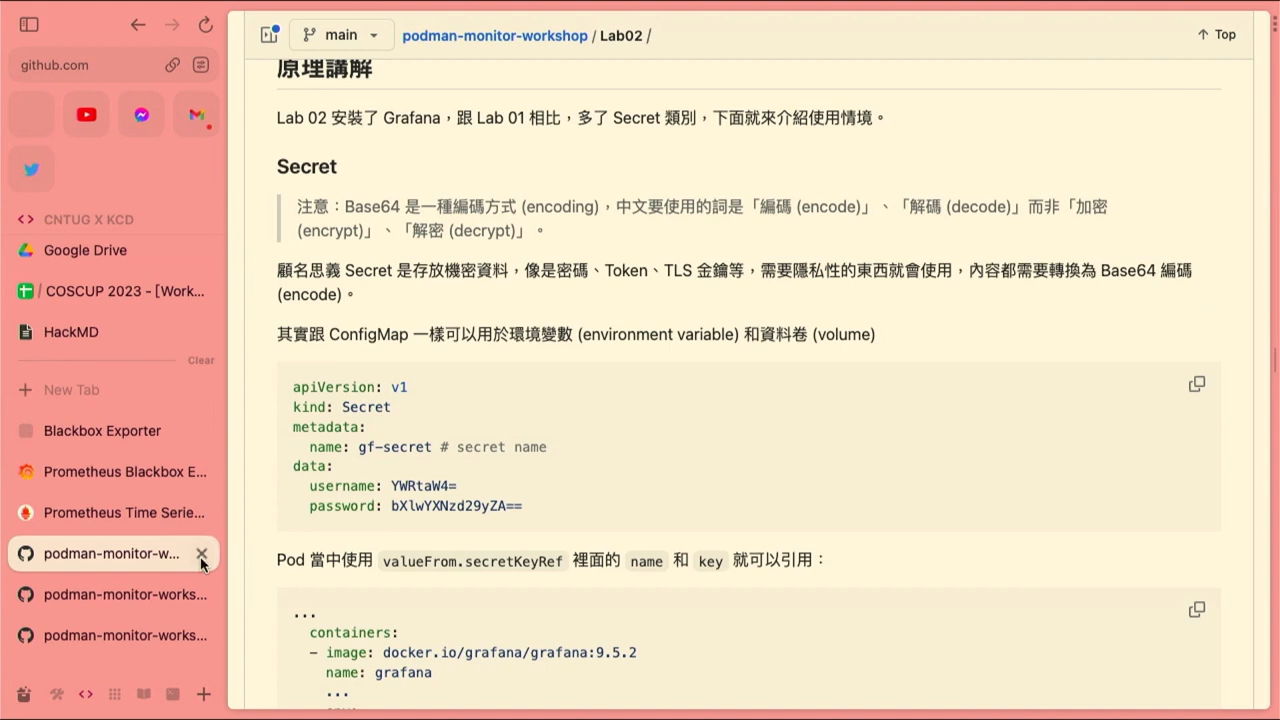 github.com
CNTUG X KCD
Google Drive
/ COSCUP 2023 - [Work...
HackMD
Clear
New Tab
Blackbox Exporter
Prometheus Blackbox E...
Prometheus Time Serie...
podman-monitor-w...
podman-monitor-works...
podman-monitor-works...
main
podman-monitor-workshop / Lab02 /
Top
原理講解
Lab 02 安裝了 Grafana，跟 Lab 01 相比，多了 Secret 類別，下面就來介紹使用情境。
Secret
注意：Base64 是一種編碼方式 (encoding)，中文要使用的詞是「編碼 (encode)」、「解碼 (decode)」而非「加密
(encrypt)」、「解密 (decrypt)」。
顧名思義 Secret 是存放機密資料，像是密碼、Token、TLS 金鑰等，需要隱私性的東西就會使用，內容都需要轉換為 Base64 編碼
(encode)。
其實跟 ConfigMap 一樣可以用於環境變數 (environment variable) 和資料卷 (volume)
apiVersion: v1
kind: Secret
metadata:
  name: gf-secret # secret name
data:
  username: YWRtaW4=
  password: bXlwYXNzd29yZA==
Pod 當中使用 valueFrom.secretKeyRef 裡面的 name 和 key 就可以引用：
...
  containers:
  - image: docker.io/grafana/grafana:9.5.2
    name: grafana
    ...